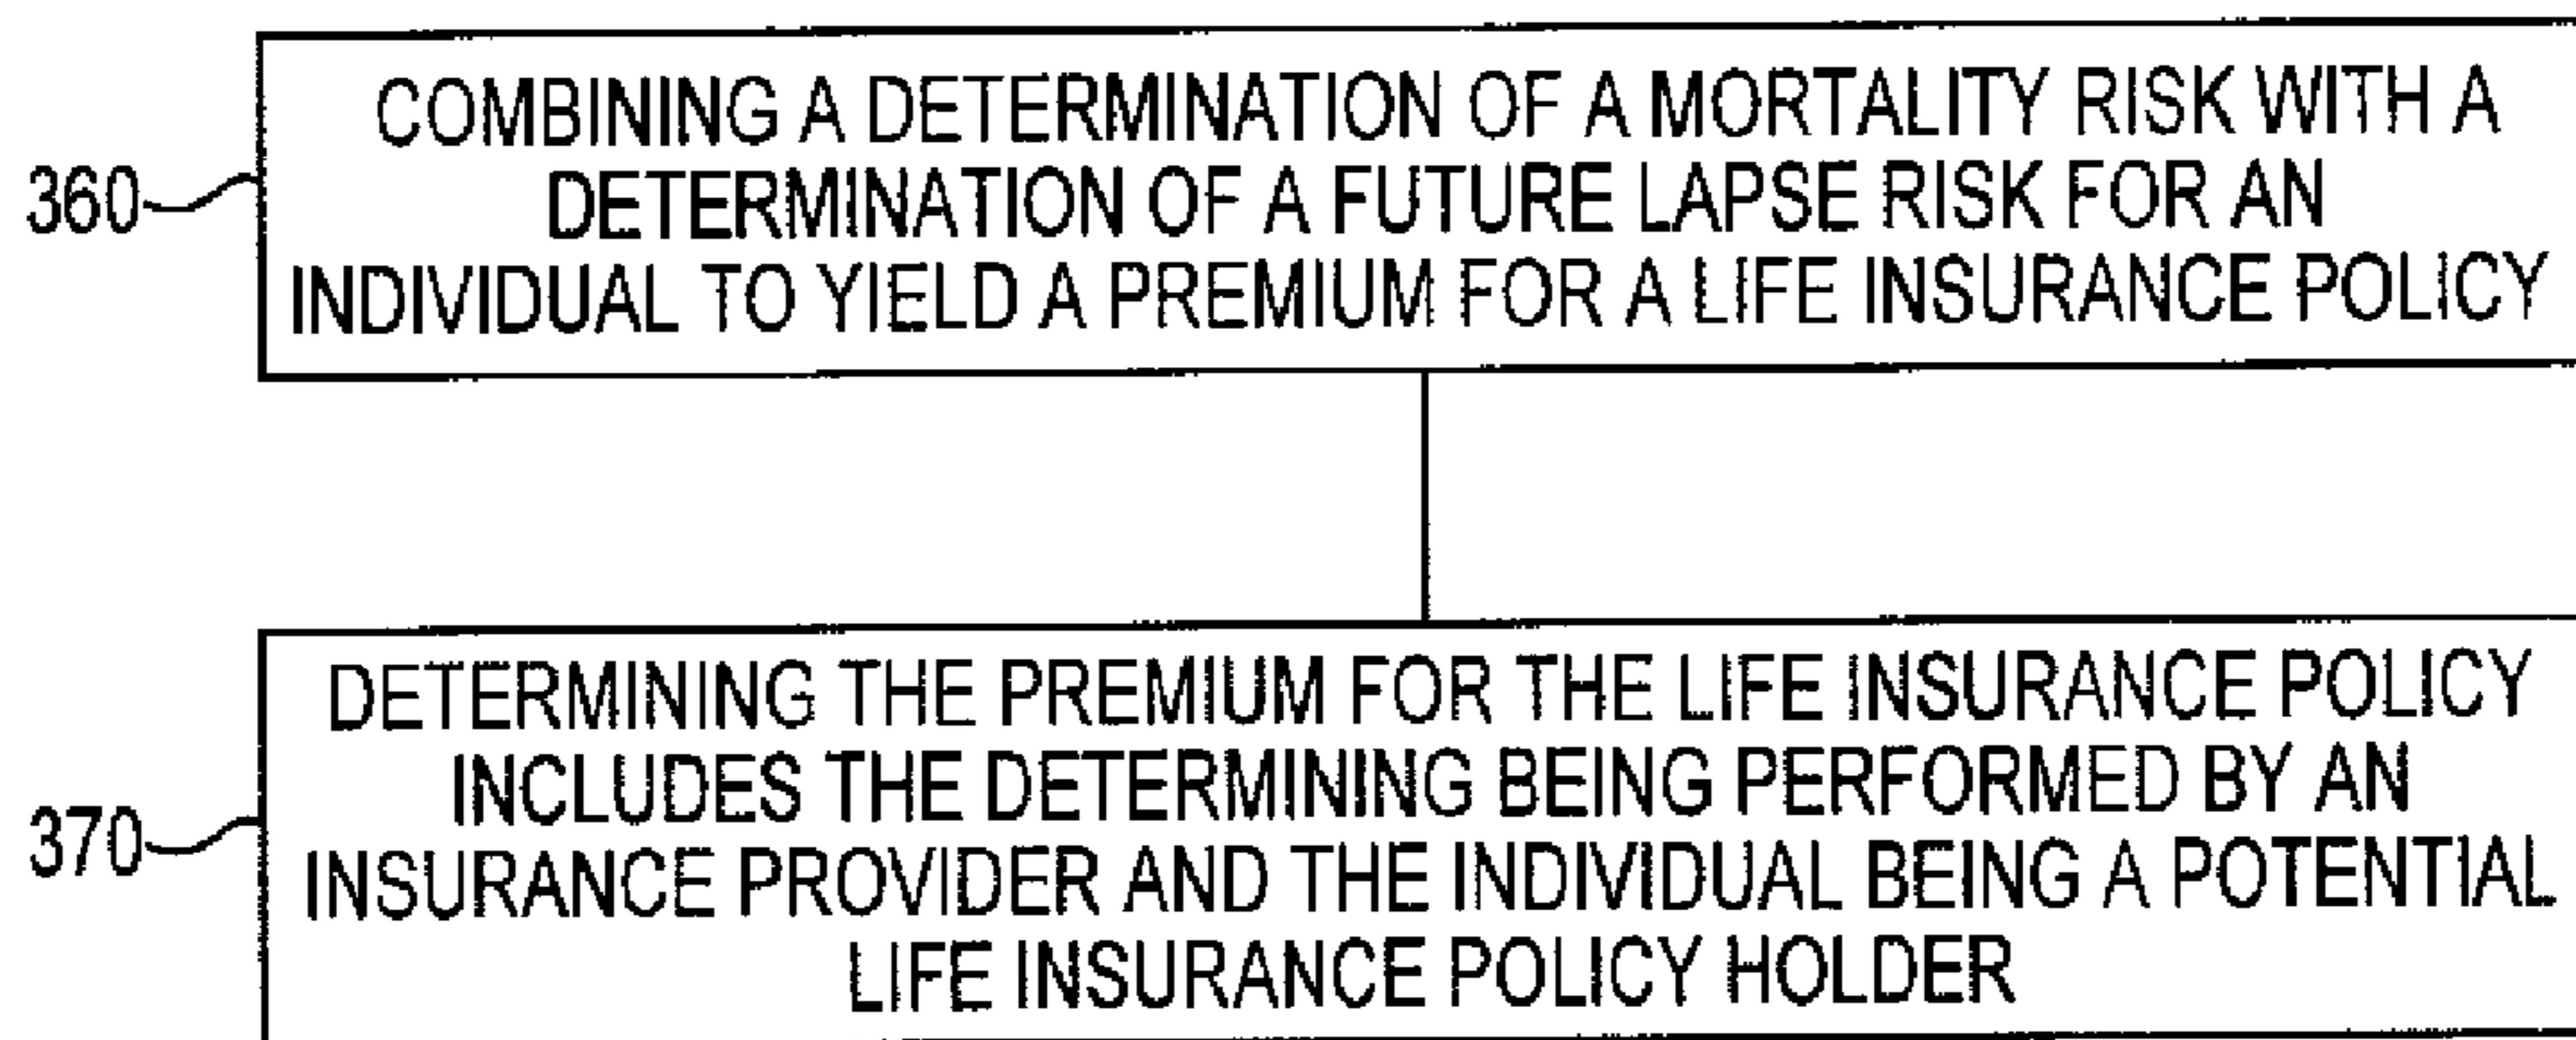 COMBINING A DETERMINATION OF A MORTALITY RISK WITH A
360 DETERMINATION OF A FUTURE LAPSE RISK FOR AN
INDIVIDUAL TO YIELD A PREMIUM FOR A LIFE INSURANCE POLICY
DETERMINING THE PREMIUM FOR THE LIFE INSURANCE POLICY
370 INCLUDES THE DETERMINING BEING PERFORMED BY AN
INSURANCE PROVIDER AND THE INDIVIDUAL BEING A POTENTIAL
LIFE INSURANCE POLICY HOLDER